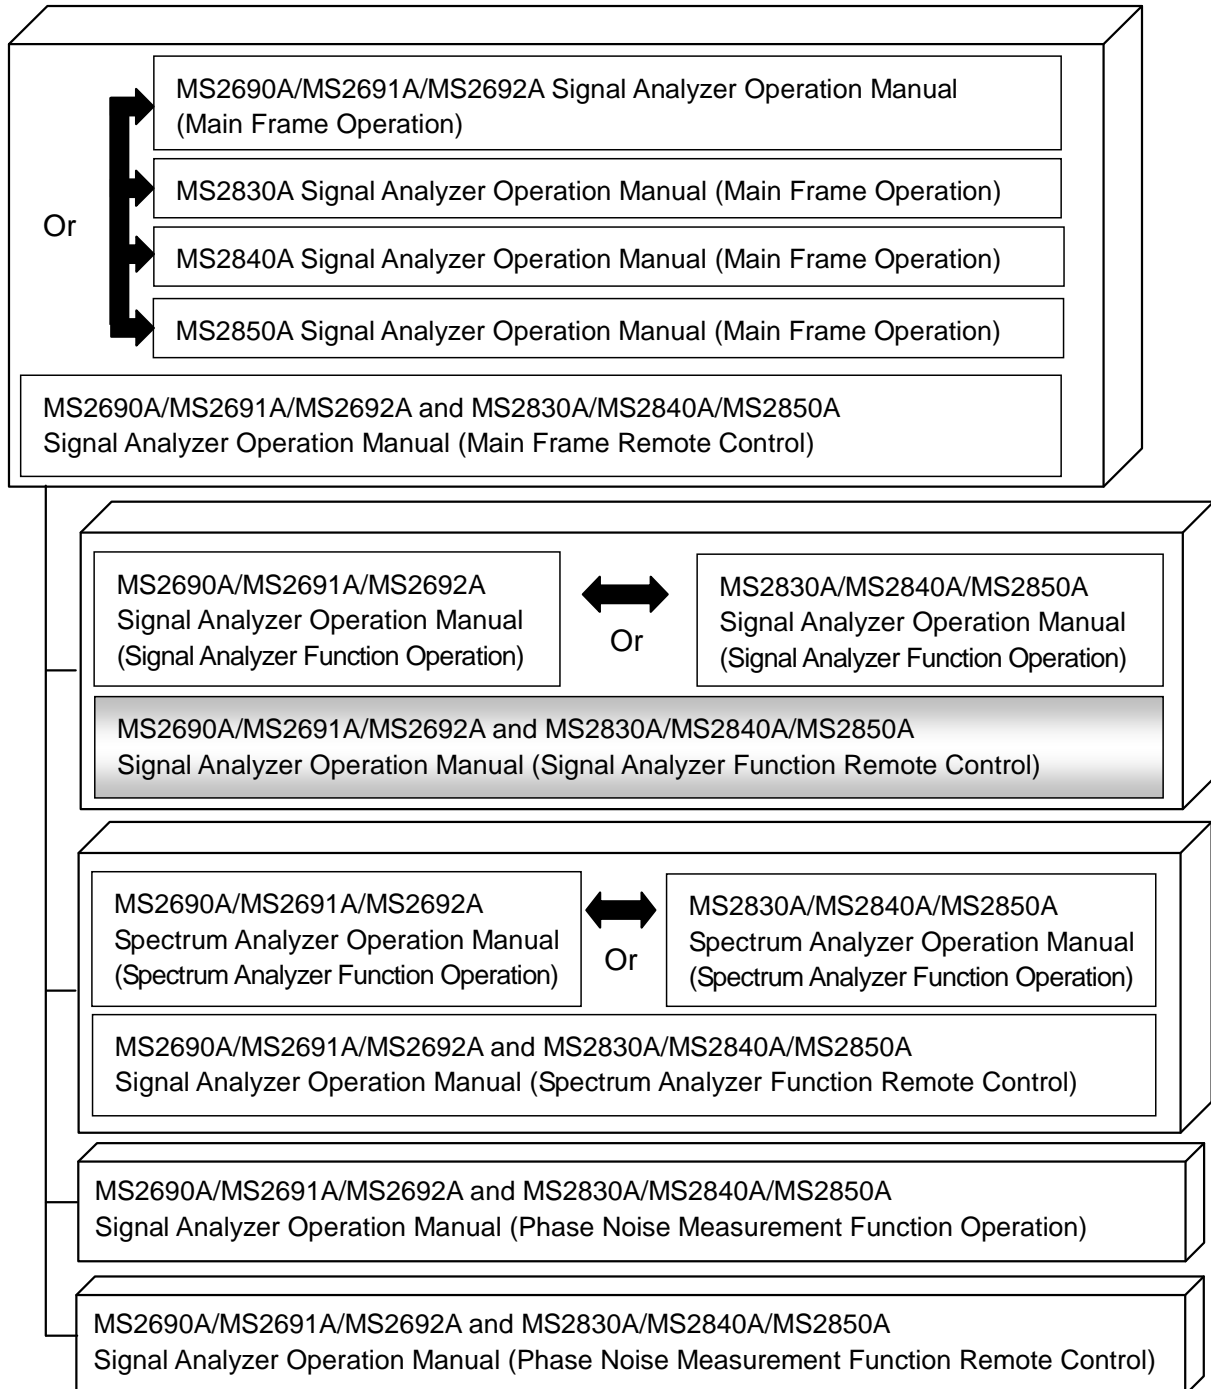 MS2690A/MS2691A/MS2692A Signal Analyzer Operation Manual
(Main Frame Operation)
MS2830A Signal Analyzer Operation Manual (Main Frame Operation)
Or
MS2840A Signal Analyzer Operation Manual (Main Frame Operation)
MS2850A Signal Analyzer Operation Manual (Main Frame Operation)
MS2690A/MS2691A/MS2692A and MS2830A/MS2840A/MS2850A
Signal Analyzer Operation Manual (Main Frame Remote Control)
MS2690A/MS2691A/MS2692A
Signal Analyzer Operation Manual
(Signal Analyzer Function Operation)
Or
MS2830A/MS2840A/MS2850A
Signal Analyzer Operation Manual
(Signal Analyzer Function Operation)
MS2690A/MS2691A/MS2692A and MS2830A/MS2840A/MS2850A
Signal Analyzer Operation Manual (Signal Analyzer Function Remote Control)
MS2690A/MS2691A/MS2692A
Spectrum Analyzer Operation Manual
(Spectrum Analyzer Function Operation)
Or
MS2830A/MS2840A/MS2850A
Spectrum Analyzer Operation Manual
(Spectrum Analyzer Function Operation)
MS2690A/MS2691A/MS2692A and MS2830A/MS2840A/MS2850A
Signal Analyzer Operation Manual (Spectrum Analyzer Function Remote Control)
MS2690A/MS2691A/MS2692A and MS2830A/MS2840A/MS2850A
Signal Analyzer Operation Manual (Phase Noise Measurement Function Operation)
MS2690A/MS2691A/MS2692A and MS2830A/MS2840A/MS2850A
Signal Analyzer Operation Manual (Phase Noise Measurement Function Remote Control)